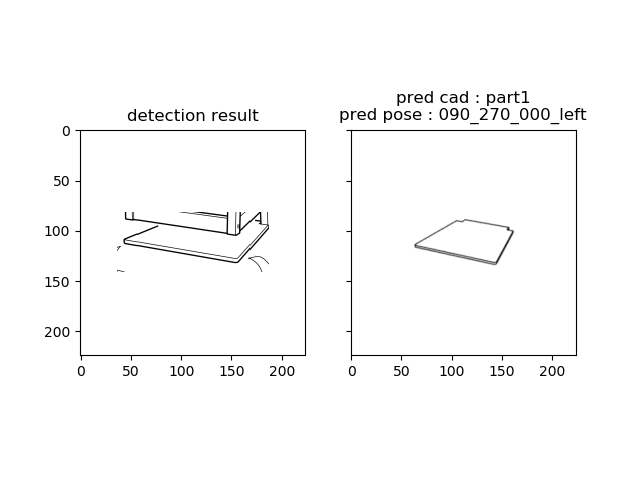 detection result
0
50
100
150
200
0 50 100 150 200
pred cad : part1
pred pose : 090_270_000_left
0 50 100 150 200